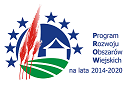 Program
Rozwoju
Obszarów
Wiejskich
na lata 2014-2020